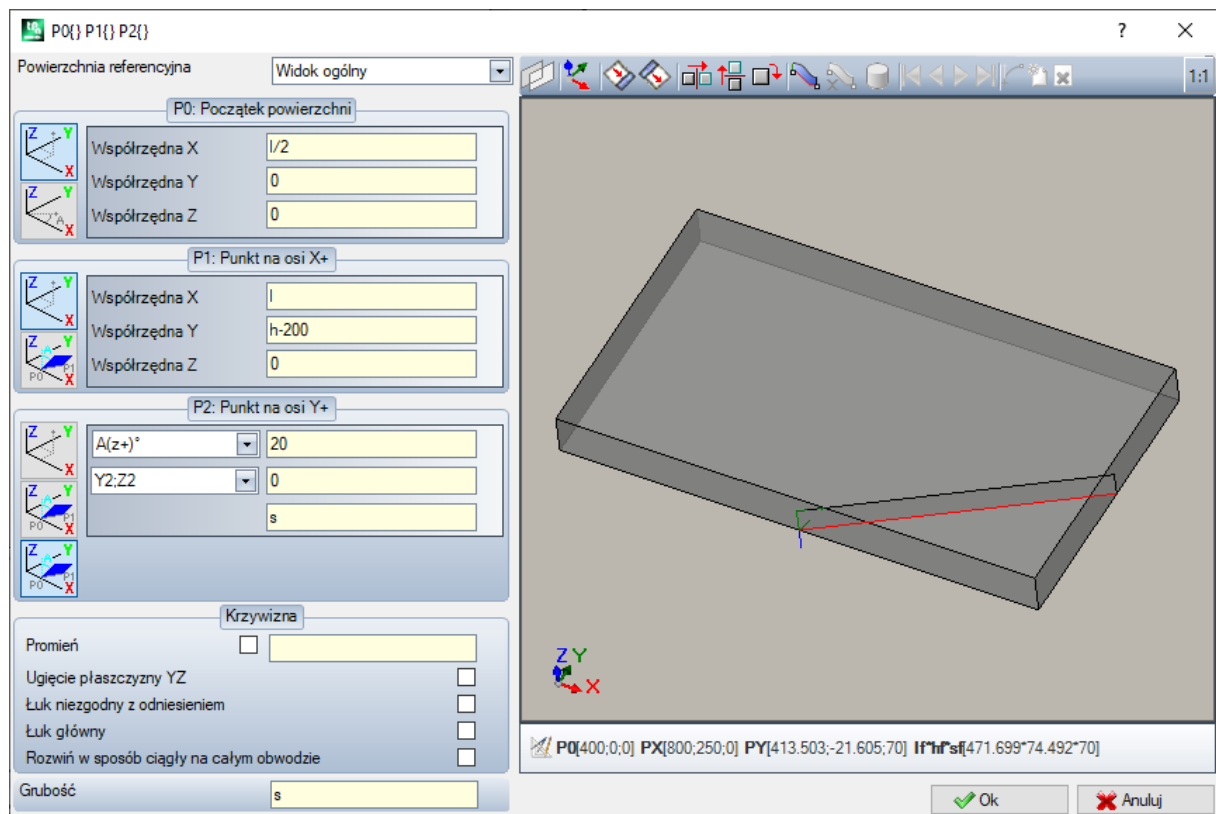 P0{} P1{} P2{}
? 
Powierzchnia referencyjna Widok ogólny
1:1
P0: Początek powierzchni
Współrzędna X l/2
Współrzędna Y 0
Współrzędna Z 0
P1: Punkt na osi X+
Współrzędna X l
Współrzędna Y h-200
Współrzędna Z 0
P2: Punkt na osi Y+
A(z+)° 20
Y2;Z2 0
s
Krzywizna
Promień
Ugięcie płaszczyzny YZ
Łuk niezgodny z odniesieniem
Łuk główny
Rozwiń w sposób ciągły na całym obwodzie
Grubość s
Z Y
X
P0[400;0;0] PX[800;250;0] PY[413.503;-21.605;70] lf*hf*sf[471.699*74.492*70]
Ok Anuluj